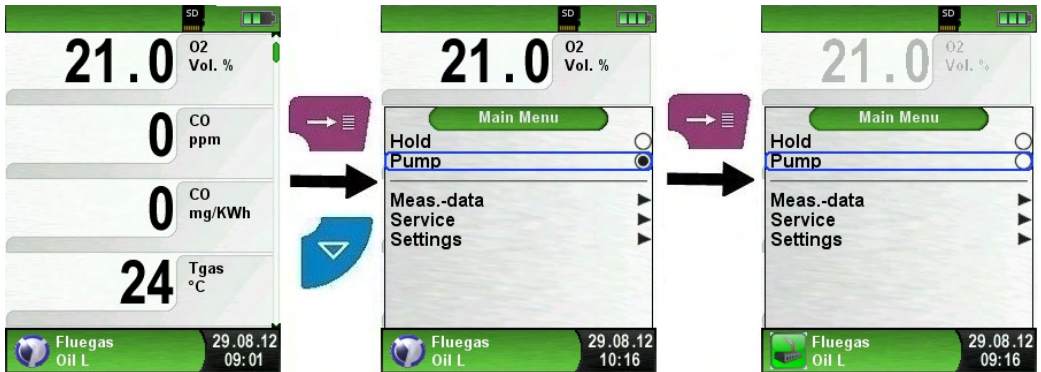 SD
21.0 O2
Vol. %
0 CO
ppm
0 CO
mg/KWh
24 Tgas
°C
Fluegas 29.08.12
Oil L 09:01
SD
21.0 O2
Vol. %
Main Menu
Hold
Pump
Meas.-data
Service
Settings
Fluegas 29.08.12
Oil L 10:16
SD
21.0 O2
Vol. %
Main Menu
Hold
Pump
Meas.-data
Service
Settings
Fluegas 29.08.12
Oil L 09:16